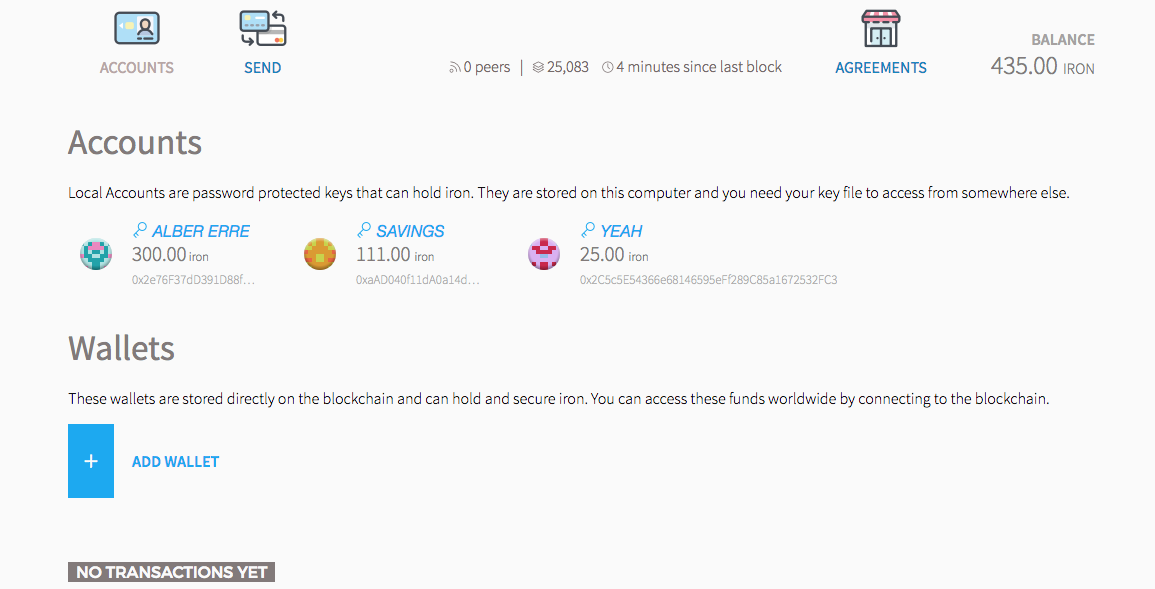 ACCOUNTS
SEND
0 peers | 25,083 4 minutes since last block
AGREEMENTS
BALANCE
435.00 IRON
Accounts
Local Accounts are password protected keys that can hold iron. They are stored on this computer and you need your key file to access from somewhere else.
ALBER ERRE
300.00 iron
0x2e76F37dD391D88f…
SAVINGS
111.00 iron
0xaAD040f11dA0a14d…
YEAH
25.00 iron
0x2C5c5E54366e68146595eFf289C85a1672532FC3
Wallets
These wallets are stored directly on the blockchain and can hold and secure iron. You can access these funds worldwide by connecting to the blockchain.
+ ADD WALLET
NO TRANSACTIONS YET